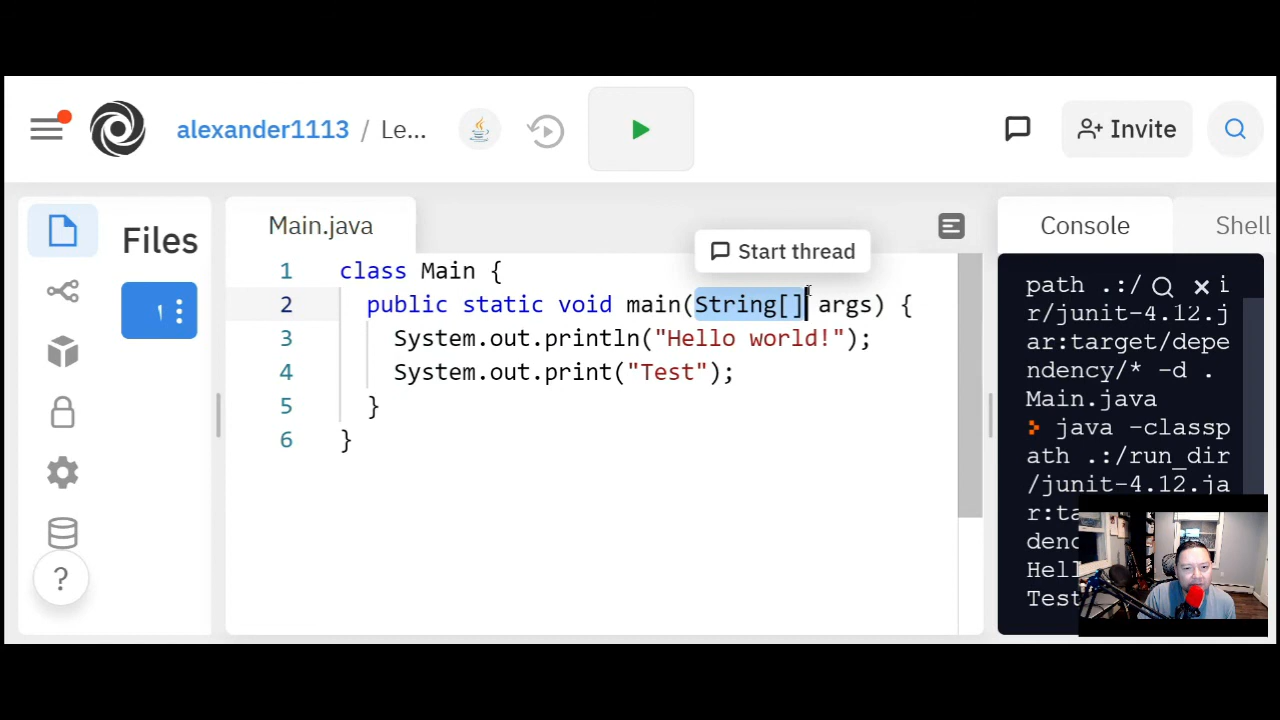 alexander1113 / Le...
Invite
Files
Main.java
Start thread
1 class Main {
2 public static void main(String[] args) {
3 System.out.println("Hello world!");
4 System.out.print("Test");
5 }
6 }
?
Console
Shell
path .:/ i
r/junit-4.12.j
ar:target/depe
ndency/* -d .
Main.java
java -classp
ath .:/run_dir
/junit-4.12.ja
r:ta
denc
Hell
Test